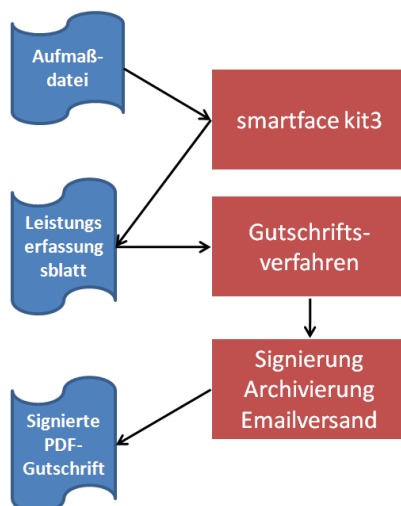 Aufmaß-
datei
smartface kit3
Leistungs
erfassung
sblatt
Gutschrifts-
verfahren
Signierung
Archivierung
Emailversand
Signierte
PDF-
Gutschrift